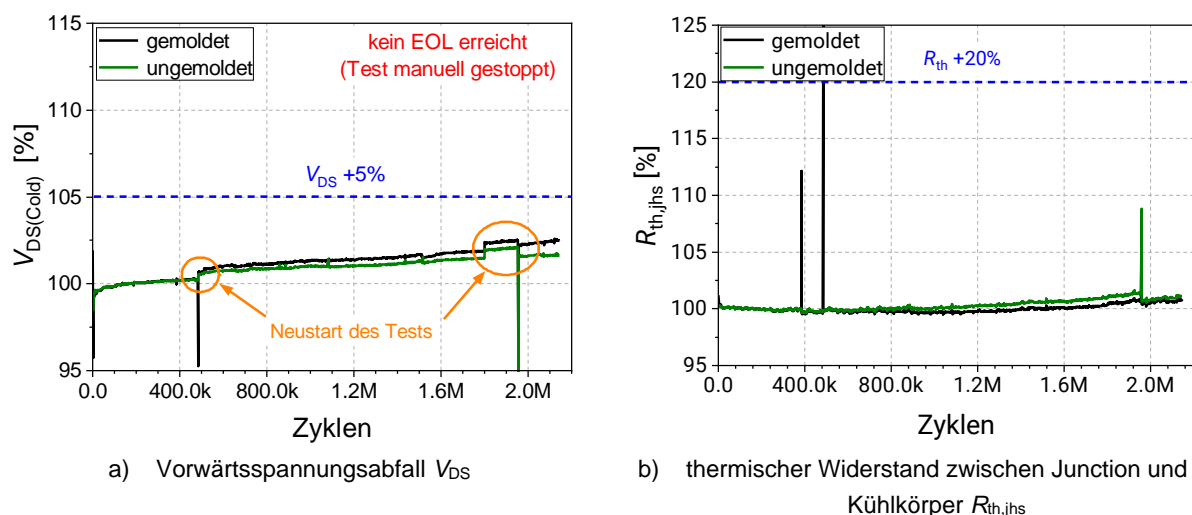 115
110
105
100
95
V_DS(Cold) [%]
gemoldet
ungemoldet
kein EOL erreicht
(Test manuell gestoppt)
V_DS +5%
Neustart des Tests
0.0 400.0k 800.0k 1.2M 1.6M 2.0M
Zyklen
a) Vorwärtsspannungsabfall V_DS
125
120
115
110
105
100
95
R_th,jhs [%]
gemoldet
ungemoldet
R_th +20%
0.0 400.0k 800.0k 1.2M 1.6M 2.0M
Zyklen
b) thermischer Widerstand zwischen Junction und
Kühlkörper R_th,jhs